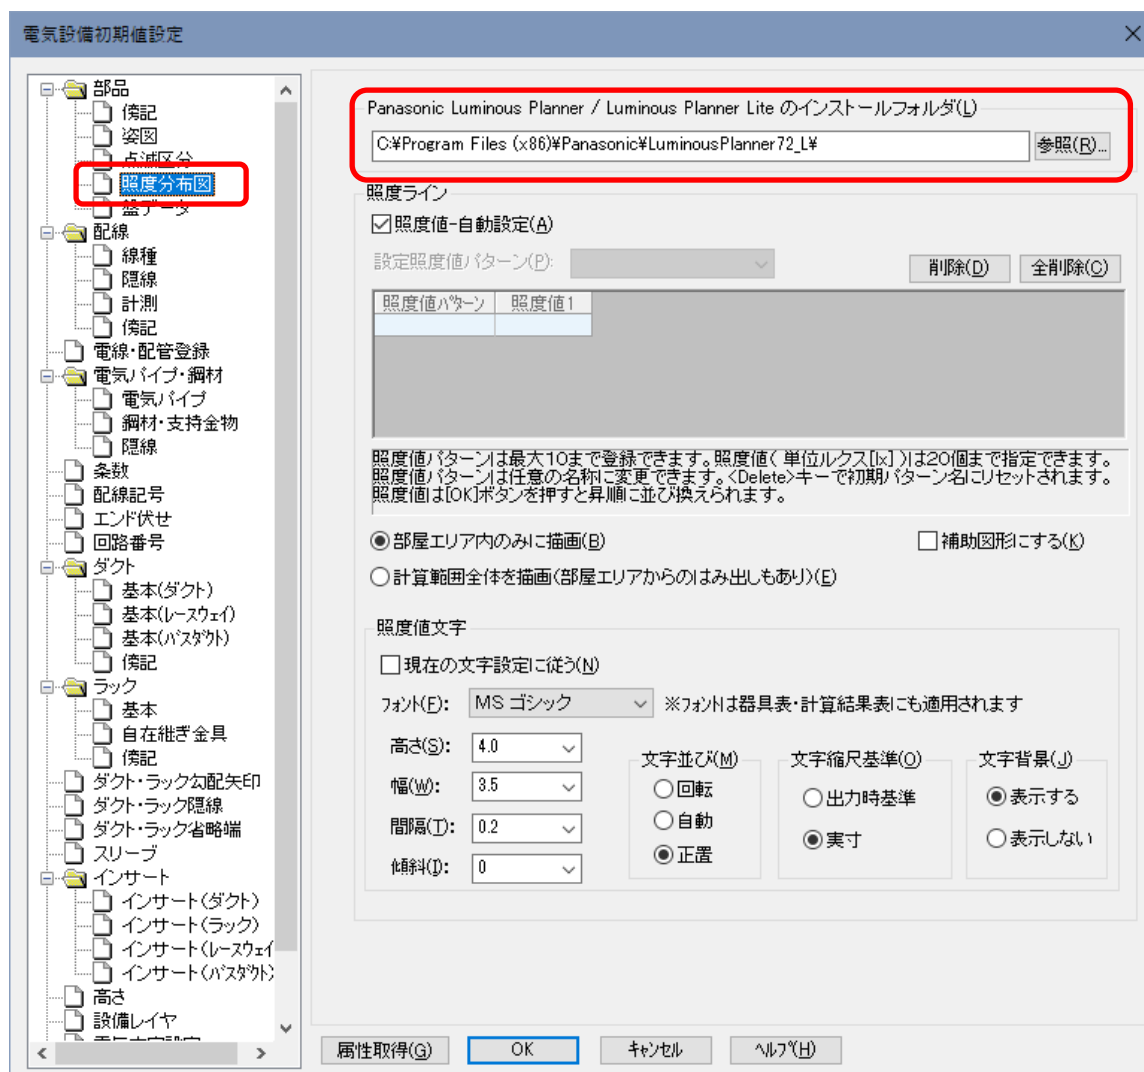 電気設備初期値設定
部品
傍記
姿図
点滅区分
照度分布図
盤データ
配線
線種
隠線
計測
傍記
電線・配管登録
電気パイプ・鋼材
電気パイプ
鋼材・支持金物
隠線
条数
配線記号
エンド伏せ
回路番号
ダクト
基本(ダクト)
基本(レースウェイ)
基本(バスダクト)
傍記
ラック
基本
自在継ぎ金具
傍記
ダクト・ラック勾配矢印
ダクト・ラック隠線
ダクト・ラック省略端
スリーブ
インサート
インサート(ダクト)
インサート(ラック)
インサート(レースウェイ
インサート(バスダクト)
高さ
設備レイヤ
Panasonic Luminous Planner / Luminous Planner Lite のインストールフォルダ(L)
C:¥Program Files (x86)¥Panasonic¥LuminousPlanner72_L¥
参照(R)...
照度ライン
照度値-自動設定(A)
設定照度値パターン(P):
削除(D) 全削除(C)
照度値パターン 照度値1
照度値パターンは最大10まで登録できます。照度値( 単位ルクス[lx] )は20個まで指定できます。
照度値パターンは任意の名称に変更できます。<Delete>キーで初期パターン名にリセットされます。
照度値は[OK]ボタンを押すと昇順に並び換えられます。
部屋エリア内のみに描画(B) 補助図形にする(K)
計算範囲全体を描画(部屋エリアからのはみ出しもあり)(E)
照度値文字
現在の文字設定に従う(N)
フォント(F): MS ゴシック ※フォントは器具表・計算結果表にも適用されます
高さ(S): 4.0
幅(W): 3.5
間隔(T): 0.2
傾斜(I): 0
文字並び(M)
回転
自動
正置
文字縮尺基準(O)
出力時基準
実寸
文字背景(J)
表示する
表示しない
属性取得(G) OK キャンセル ヘルプ(H)